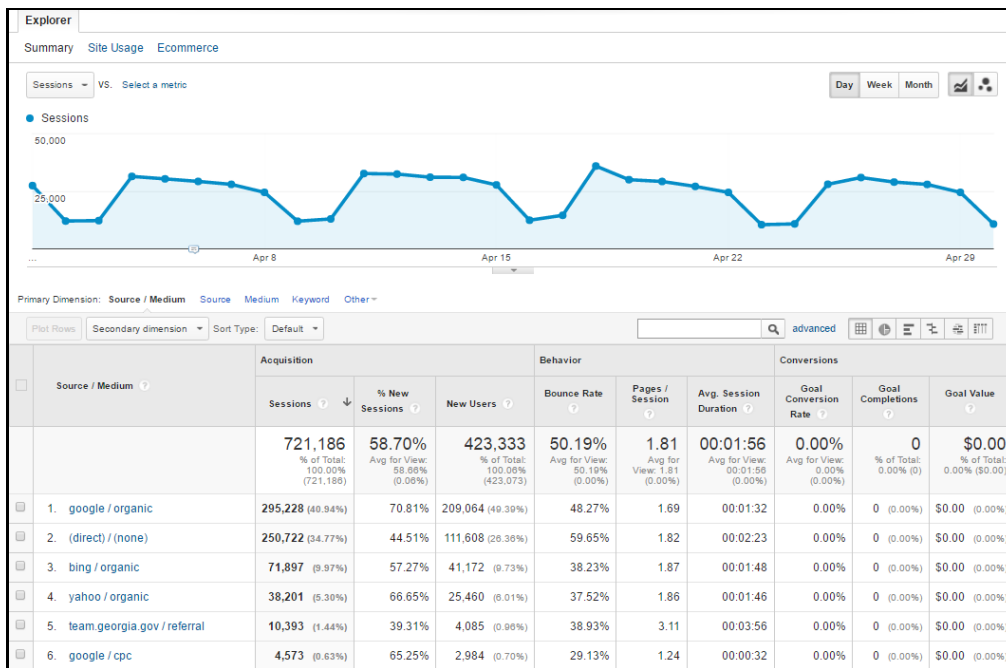 Explorer
Summary Site Usage Ecommerce
Sessions VS. Select a metric
Day Week Month
Sessions
50,000
25,000
... Apr 8 Apr 15 Apr 22 Apr 29
Primary Dimension: Source / Medium Source Medium Keyword Other
Plot Rows Secondary dimension Sort Type: Default advanced
Source / Medium ? Acquisition Behavior Conversions
Sessions ? % New Sessions ? New Users ? Bounce Rate ? Pages / Session ? Avg. Session Duration ? Goal Conversion Rate ? Goal Completions ? Goal Value ?
721,186 58.70% 423,333 50.19% 1.81 00:01:56 0.00% 0 $0.00
% of Total: Avg for View: % of Total: Avg for View: Avg for Avg for View: Avg for View: % of Total: % of Total:
100.00% 58.66% 100.06% 50.19% View: 1.81 00:01:56 0.00% 0.00% (0) 0.00% ($0.00)
(721,186) (0.06%) (423,073) (0.00%) (0.00%) (0.00%) (0.00%)
1. google / organic 295,228 (40.94%) 70.81% 209,064 (49.39%) 48.27% 1.69 00:01:32 0.00% 0 (0.00%) $0.00 (0.00%)
2. (direct) / (none) 250,722 (34.77%) 44.51% 111,608 (26.36%) 59.65% 1.82 00:02:23 0.00% 0 (0.00%) $0.00 (0.00%)
3. bing / organic 71,897 (9.97%) 57.27% 41,172 (9.73%) 38.23% 1.87 00:01:48 0.00% 0 (0.00%) $0.00 (0.00%)
4. yahoo / organic 38,201 (5.30%) 66.65% 25,460 (6.01%) 37.52% 1.86 00:01:46 0.00% 0 (0.00%) $0.00 (0.00%)
5. team.georgia.gov / referral 10,393 (1.44%) 39.31% 4,085 (0.96%) 38.93% 3.11 00:03:56 0.00% 0 (0.00%) $0.00 (0.00%)
6. google / cpc 4,573 (0.63%) 65.25% 2,984 (0.70%) 29.13% 1.24 00:00:32 0.00% 0 (0.00%) $0.00 (0.00%)